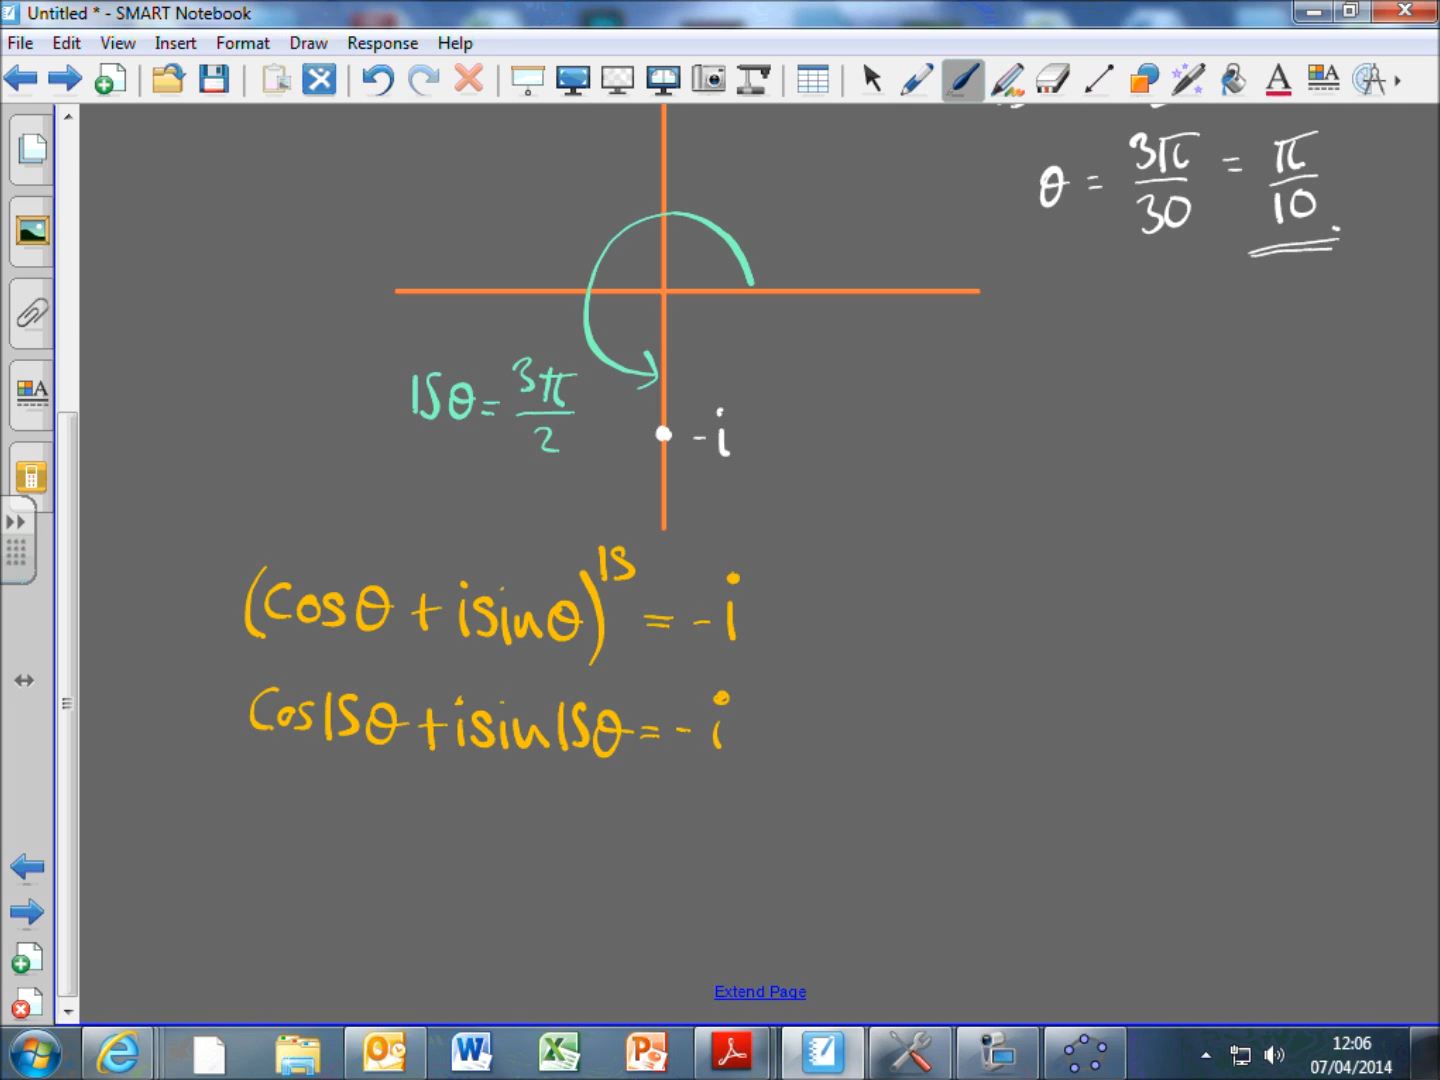 Untitled * - SMART Notebook
File Edit View Insert Format Draw Response Help
θ = 3π/30 = π/10.
15θ = 3π/2
-i
(Cosθ + isinθ)^15 = -i
Cos15θ + isin15θ = -i
Extend Page
12:06
07/04/2014